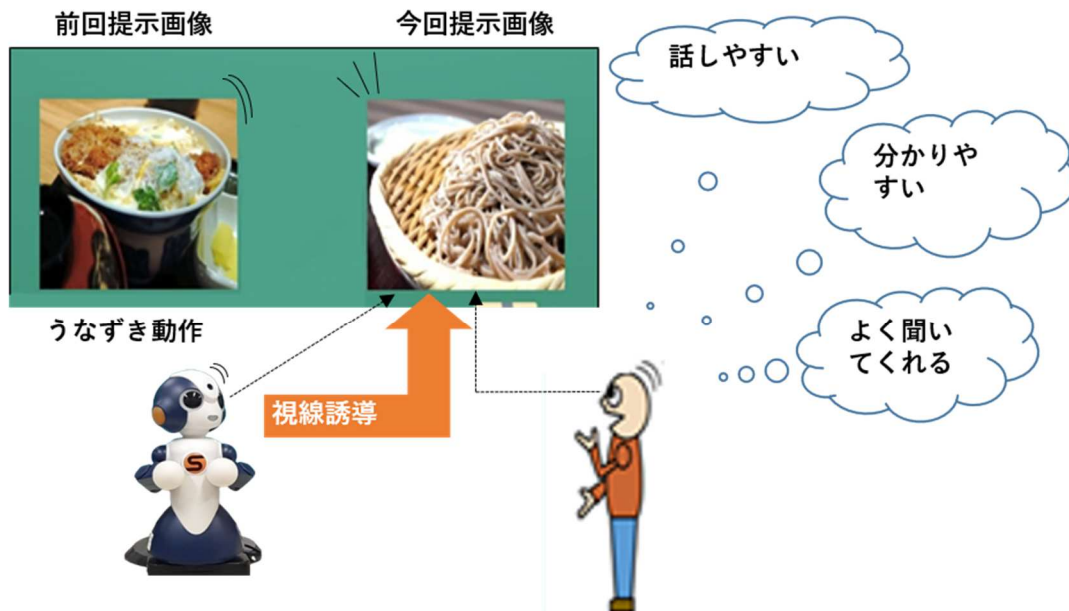 前回提示画像
今回提示画像
話しやすい
分かりや
すい
よく聞い
てくれる
うなずき動作
視線誘導
S